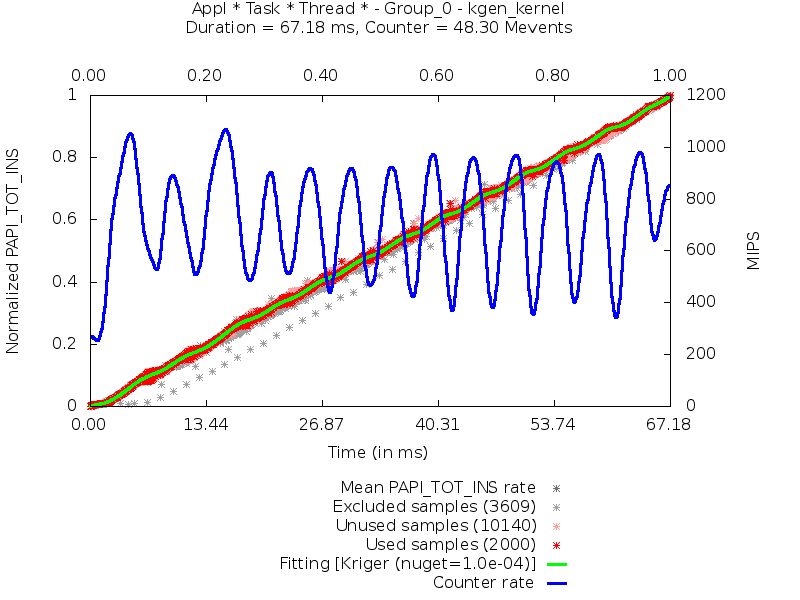 Appl * Task * Thread * - Group_0 - kgen_kernel
Duration = 67.18 ms, Counter = 48.30 Mevents
0.00 0.20 0.40 0.60 0.80 1.00
1 1200
1000
0.8
800
0.6
600
0.4
400
0.2
200
0 0
Normalized PAPI_TOT_INS
MIPS
0.00 13.44 26.87 40.31 53.74 67.18
Time (in ms)
Mean PAPI_TOT_INS rate
Excluded samples (3609)
Unused samples (10140)
Used samples (2000)
Fitting [Kriger (nuget=1.0e-04)]
Counter rate